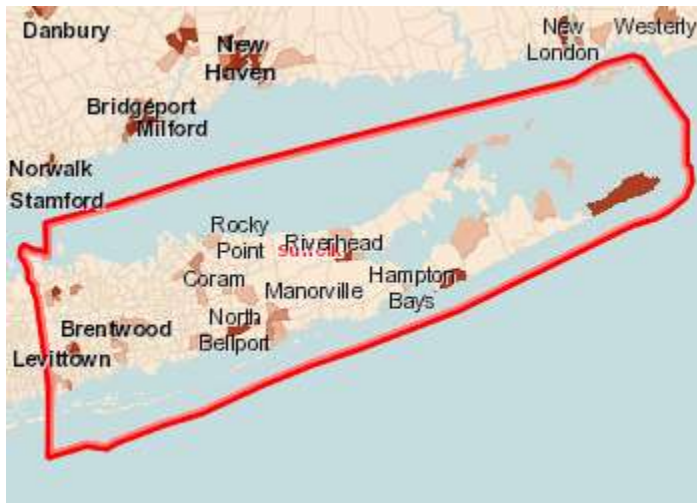 Danbury
New
Haven
New
London
Westerly
Bridgeport
Milford
Norwalk
Stamford
Rocky
Point
Riverhead
Suffolk
Coram
Manorville
Hampton
Bays
North
Bellport
Brentwood
Levittown